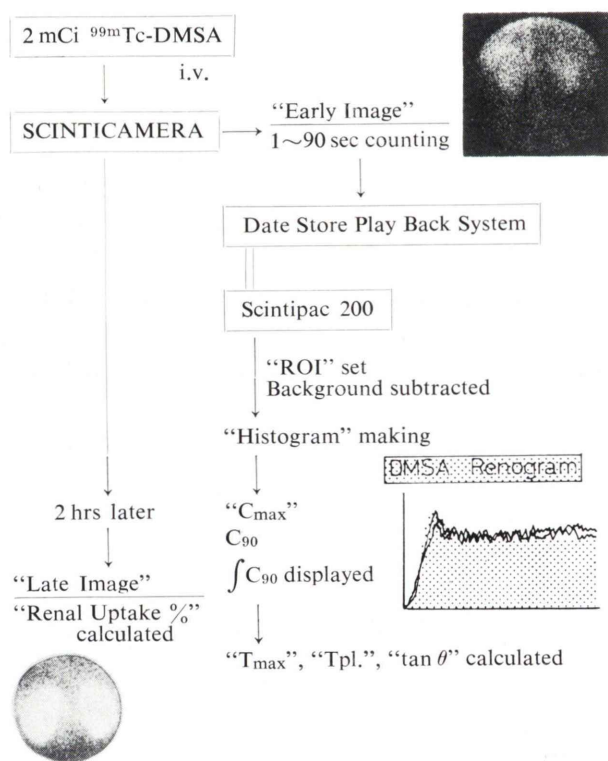 2 mCi ⁹⁹ᵐTc-DMSA
i.v.
SCINTICAMERA
“Early Image”
1~90 sec counting
Date Store Play Back System
Scintipac 200
“ROI” set
Background subtracted
“Histogram” making
DMSA Renogram
2 hrs later
“Cmax”
C90
∫C90 displayed
“Late Image”
“Renal Uptake %”
calculated
“Tmax”, “Tpl.”, “tan θ” calculated